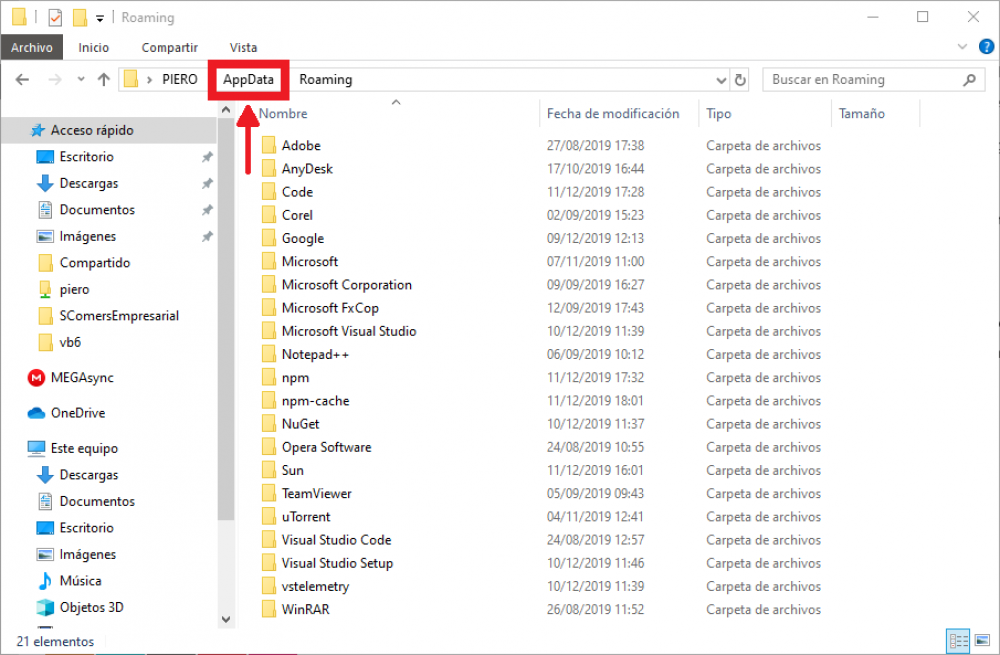 Roaming
Archivo Inicio Compartir Vista
PIERO AppData Roaming Buscar en Roaming
Nombre Fecha de modificación Tipo Tamaño
Acceso rápido
Escritorio
Descargas
Documentos
Imágenes
Compartido
piero
SComersEmpresarial
vb6
MEGAsync
OneDrive
Este equipo
Descargas
Documentos
Escritorio
Imágenes
Música
Objetos 3D
Adobe 27/08/2019 17:38 Carpeta de archivos
AnyDesk 17/10/2019 16:44 Carpeta de archivos
Code 11/12/2019 17:28 Carpeta de archivos
Corel 02/09/2019 15:23 Carpeta de archivos
Google 09/12/2019 12:13 Carpeta de archivos
Microsoft 07/11/2019 11:00 Carpeta de archivos
Microsoft Corporation 09/09/2019 16:27 Carpeta de archivos
Microsoft FxCop 12/09/2019 17:43 Carpeta de archivos
Microsoft Visual Studio 10/12/2019 11:39 Carpeta de archivos
Notepad++ 06/09/2019 10:12 Carpeta de archivos
npm 11/12/2019 17:32 Carpeta de archivos
npm-cache 11/12/2019 18:01 Carpeta de archivos
NuGet 10/12/2019 11:37 Carpeta de archivos
Opera Software 24/08/2019 10:55 Carpeta de archivos
Sun 11/12/2019 16:01 Carpeta de archivos
TeamViewer 05/09/2019 09:43 Carpeta de archivos
uTorrent 04/11/2019 12:41 Carpeta de archivos
Visual Studio Code 24/08/2019 12:57 Carpeta de archivos
Visual Studio Setup 10/12/2019 11:46 Carpeta de archivos
vstelemetry 10/12/2019 11:39 Carpeta de archivos
WinRAR 26/08/2019 11:52 Carpeta de archivos
21 elementos